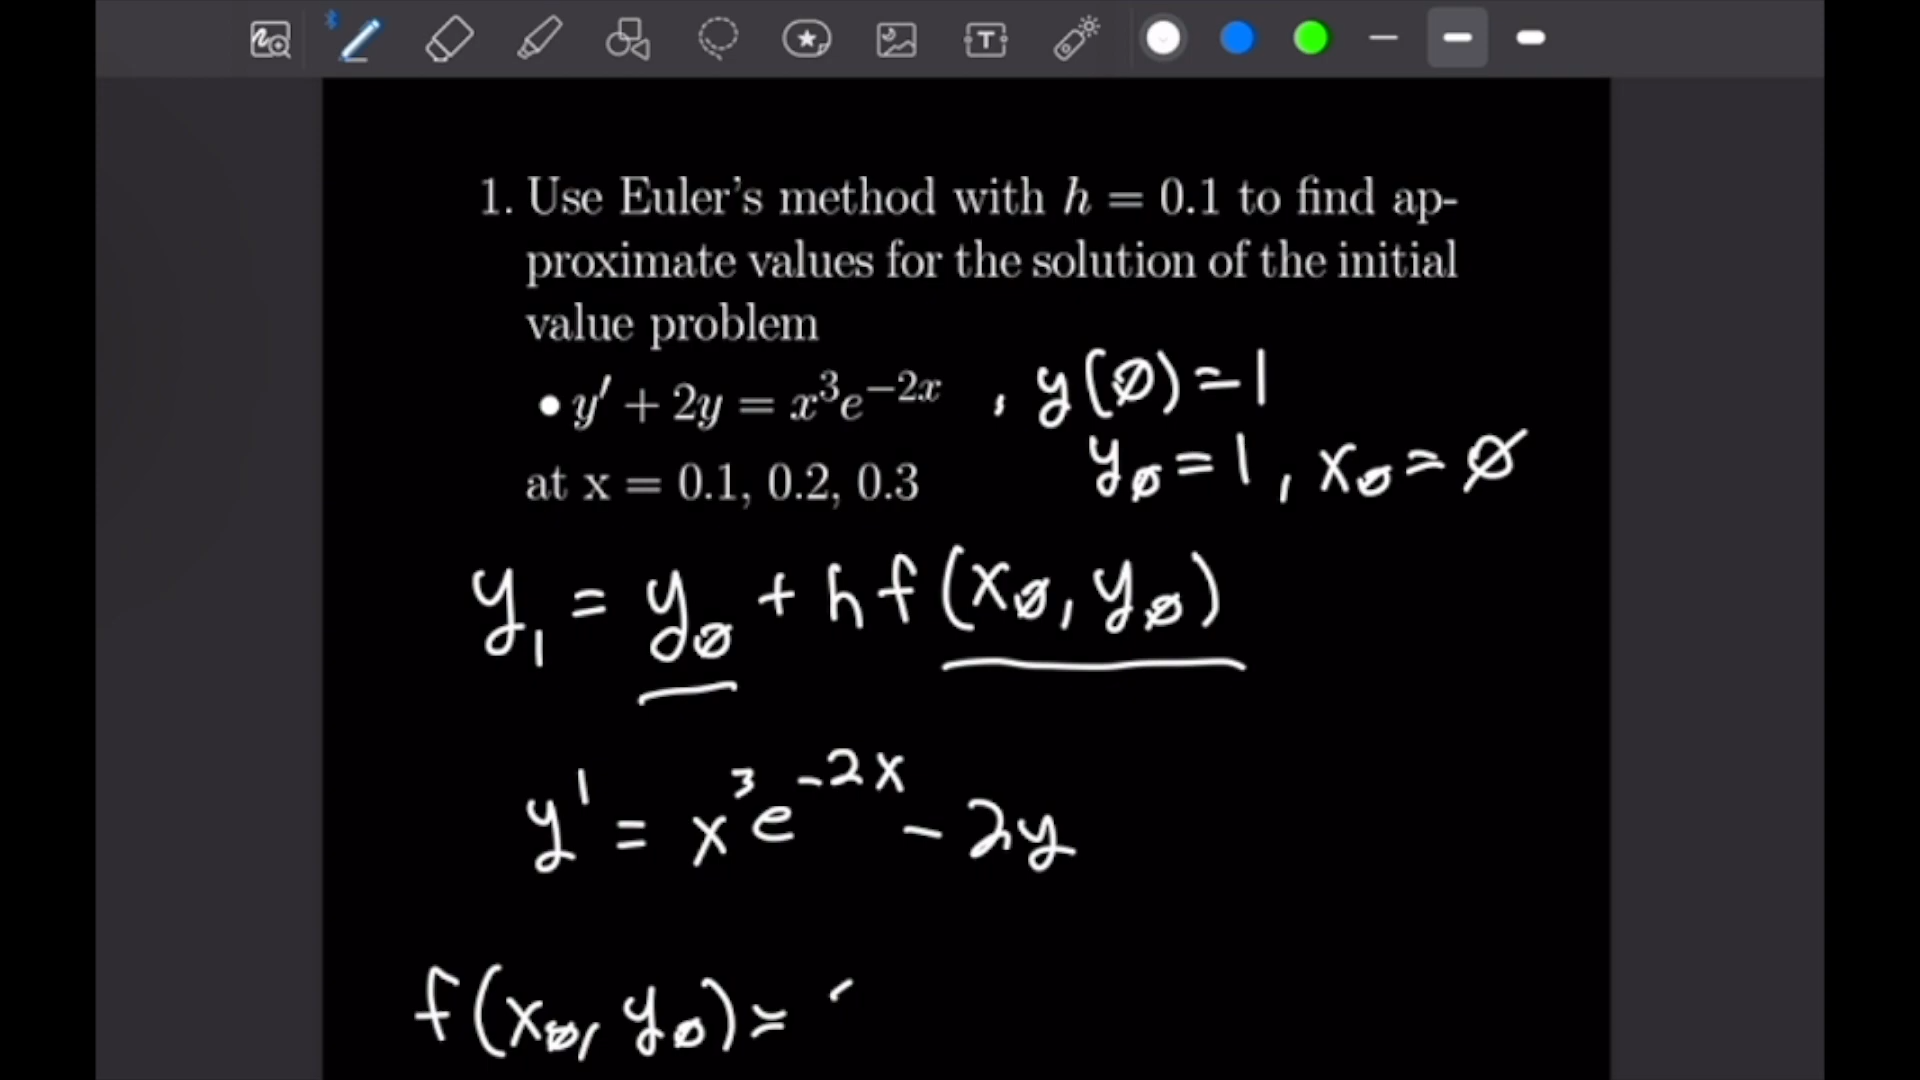 1. Use Euler's method with h = 0.1 to find ap-
proximate values for the solution of the initial
value problem
• y′ + 2y = x³e⁻²ˣ , y(∅)=1
y∅ = 1, x∅ = ∅
at x = 0.1, 0.2, 0.3
y₁ = y∅ + hf(x∅, y∅)
y' = x³e⁻²ˣ - 2y
f(x∅, y∅) =